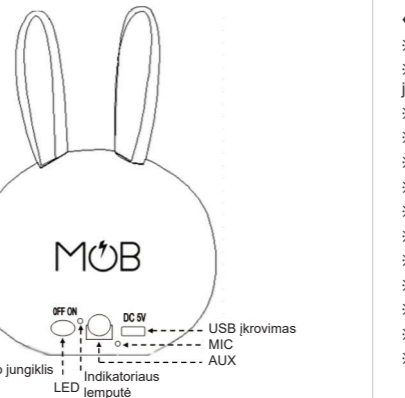 MOB
OFF ON
DC 5V
USB įkrovimas
MIC
AUX
jungiklis
LED
Indikatoriaus
lemputė